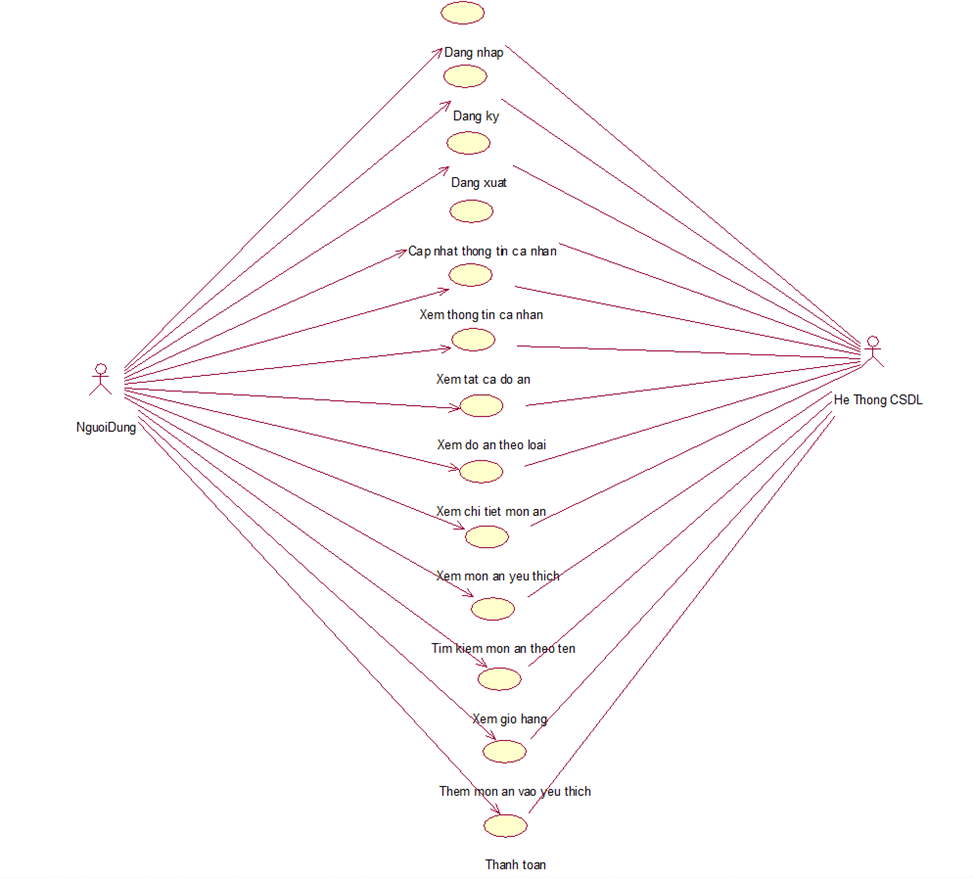 Dang nhap
Dang ky
Dang xuat
Cap nhat thong tin ca nhan
Xem thong tin ca nhan
Xem tat ca do an
He Thong CSDL
NguoiDung
Xem do an theo loai
Xem chi tiet mon an
Xem mon an yeu thich
Tim kiem mon an theo ten
Xem gio hang
Them mon an vao yeu thich
Thanh toan